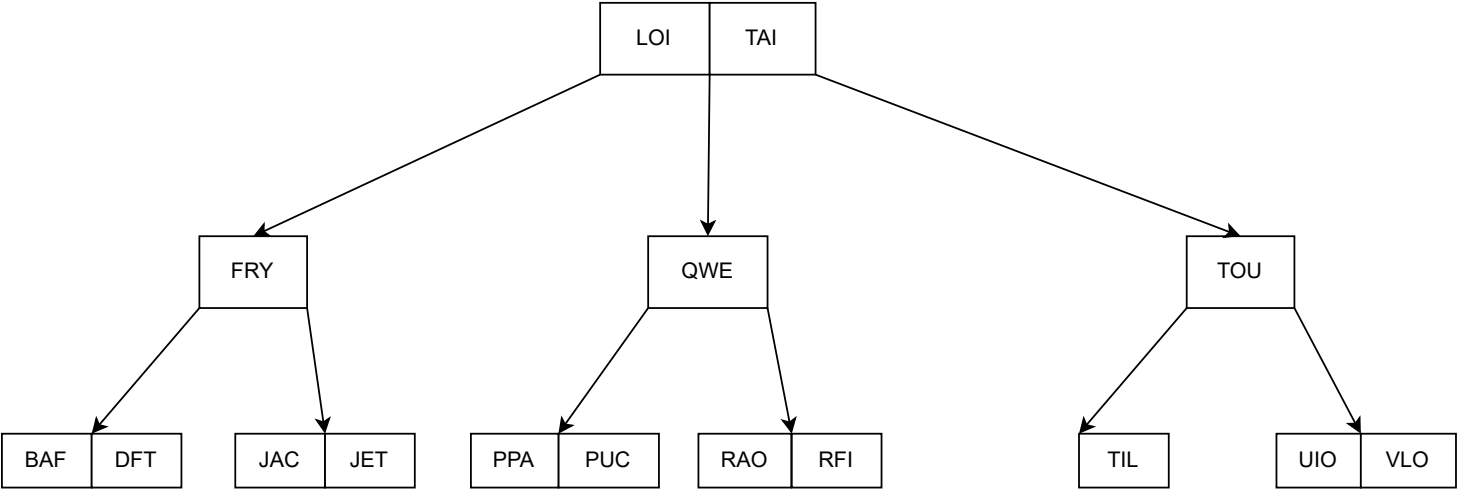 LOI TAI
FRY QWE TOU
BAF DFT JAC JET PPA PUC RAO RFI TIL UIO VLO